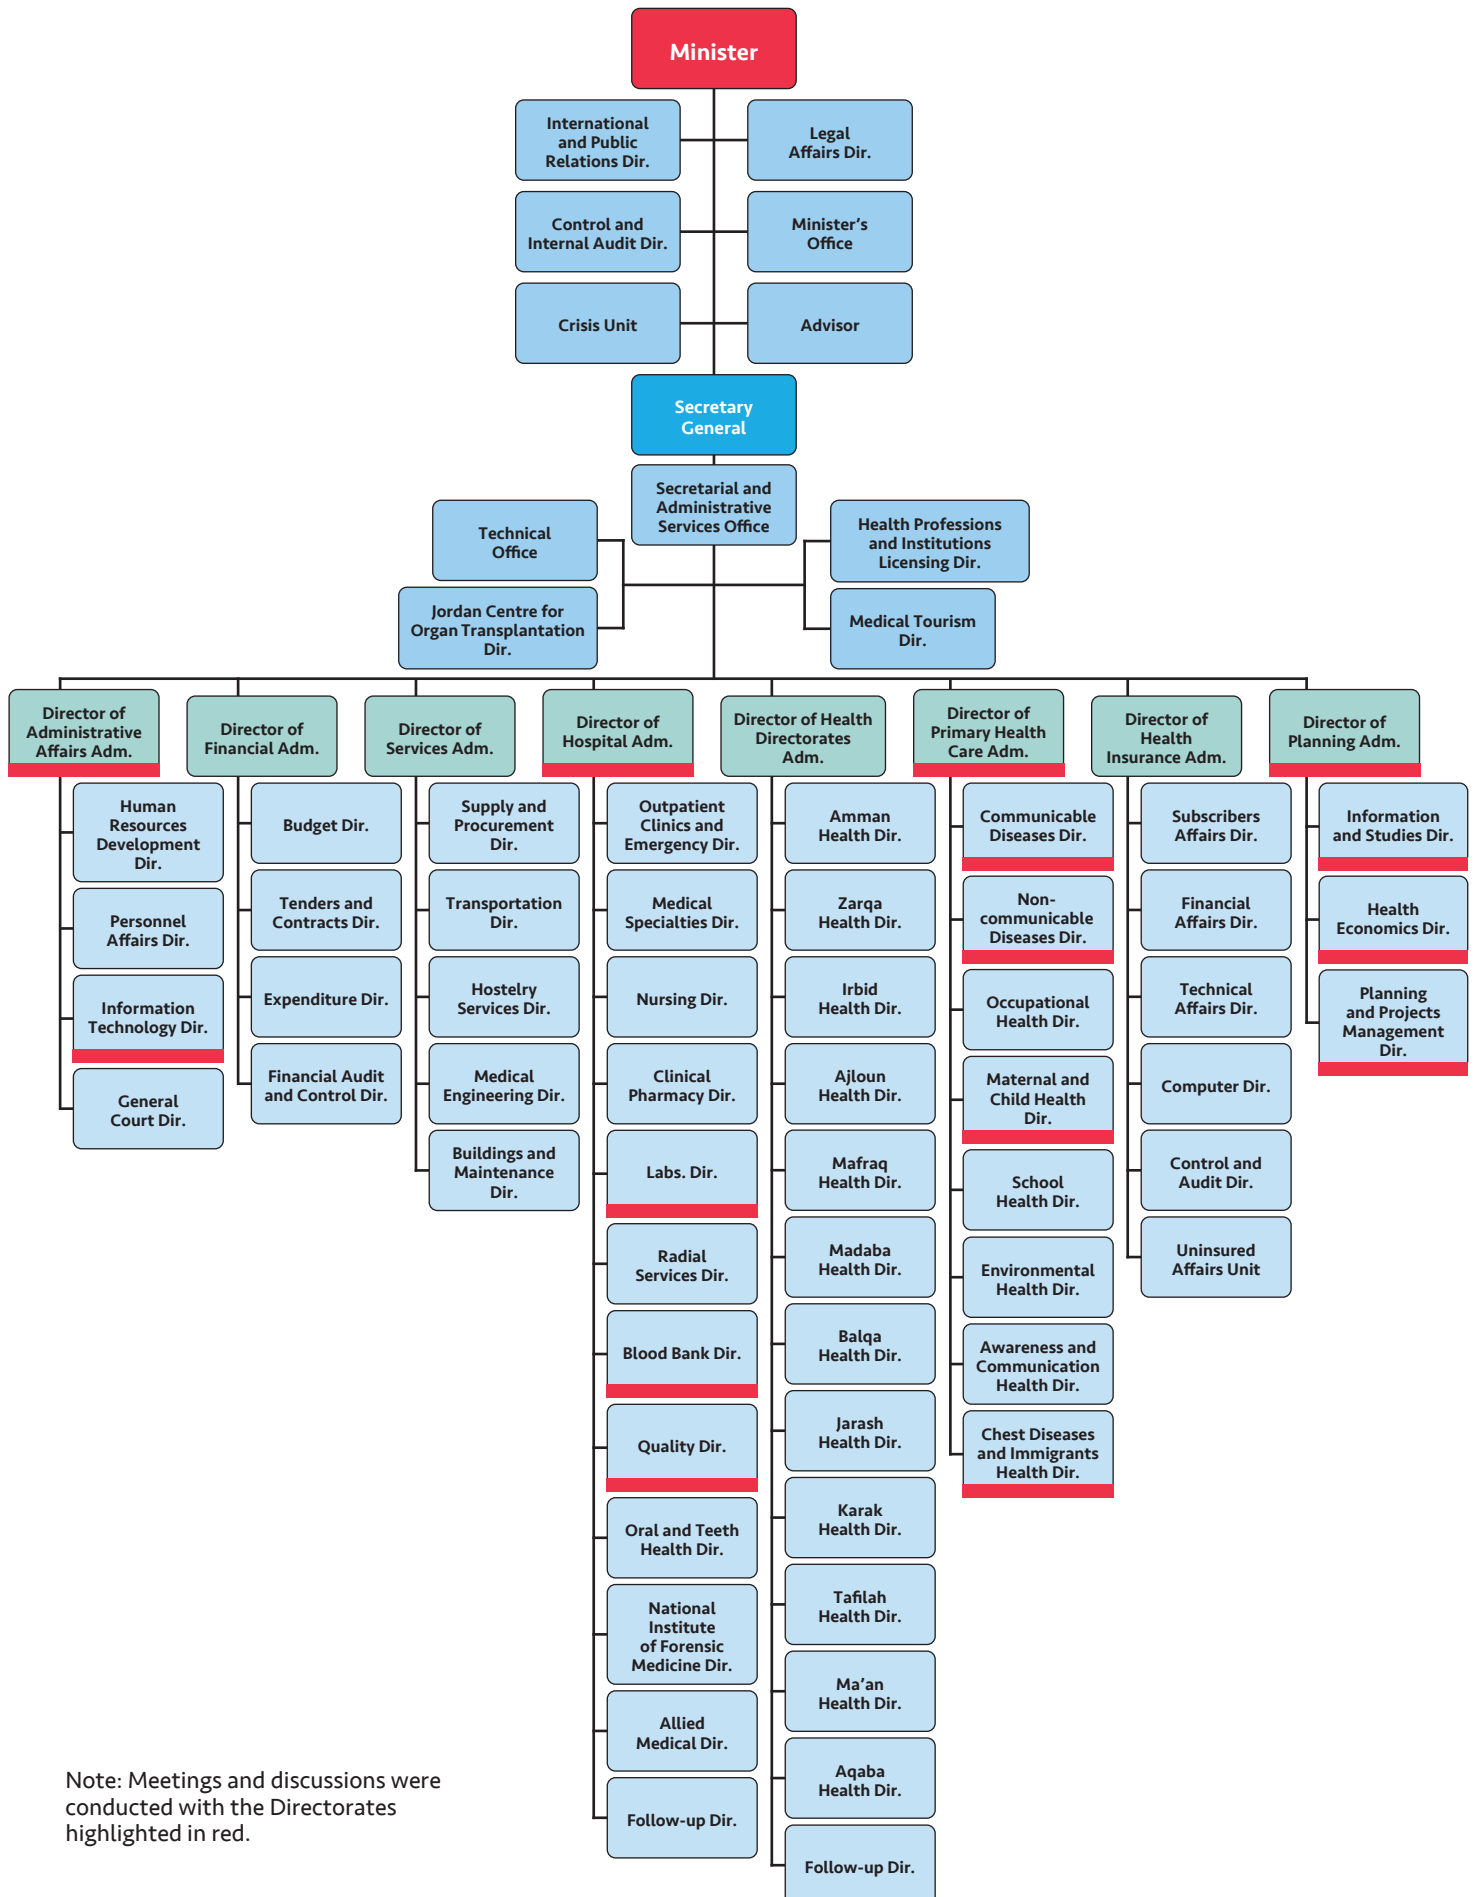 Minister
International
and Public
Relations Dir.
Legal
Affairs Dir.
Control and
Internal Audit Dir.
Minister's
Office
Crisis Unit
Advisor
Secretary
General
Secretarial and
Administrative
Services Office
Technical
Office
Health Professions
and Institutions
Licensing Dir.
Jordan Centre for
Organ Transplantation
Dir.
Medical Tourism
Dir.
Director of
Administrative
Affairs Adm.
Human
Resources
Development
Dir.
Personnel
Affairs Dir.
Information
Technology Dir.
General
Court Dir.
Director of
Financial Adm.
Budget Dir.
Tenders and
Contracts Dir.
Expenditure Dir.
Financial Audit
and Control Dir.
Director of
Services Adm.
Supply and
Procurement
Dir.
Transportation
Dir.
Hostelry
Services Dir.
Medical
Engineering Dir.
Buildings and
Maintenance
Dir.
Director of
Hospital Adm.
Outpatient
Clinics and
Emergency Dir.
Medical
Specialties Dir.
Nursing Dir.
Clinical
Pharmacy Dir.
Labs. Dir.
Radial
Services Dir.
Blood Bank Dir.
Quality Dir.
Oral and Teeth
Health Dir.
National
Institute
of Forensic
Medicine Dir.
Allied
Medical Dir.
Follow-up Dir.
Director of Health
Directorates
Adm.
Amman
Health Dir.
Zarqa
Health Dir.
Irbid
Health Dir.
Ajloun
Health Dir.
Mafraq
Health Dir.
Madaba
Health Dir.
Balqa
Health Dir.
Jarash
Health Dir.
Karak
Health Dir.
Tafilah
Health Dir.
Ma'an
Health Dir.
Aqaba
Health Dir.
Follow-up Dir.
Director of
Primary Health
Care Adm.
Communicable
Diseases Dir.
Non-
communicable
Diseases Dir.
Occupational
Health Dir.
Maternal and
Child Health
Dir.
School
Health Dir.
Environmental
Health Dir.
Awareness and
Communication
Health Dir.
Chest Diseases
and Immigrants
Health Dir.
Director of
Health
Insurance Adm.
Subscribers
Affairs Dir.
Financial
Affairs Dir.
Technical
Affairs Dir.
Computer Dir.
Control and
Audit Dir.
Uninsured
Affairs Unit
Director of
Planning Adm.
Information
and Studies Dir.
Health
Economics Dir.
Planning
and Projects
Management
Dir.
Note: Meetings and discussions were
conducted with the Directorates
highlighted in red.